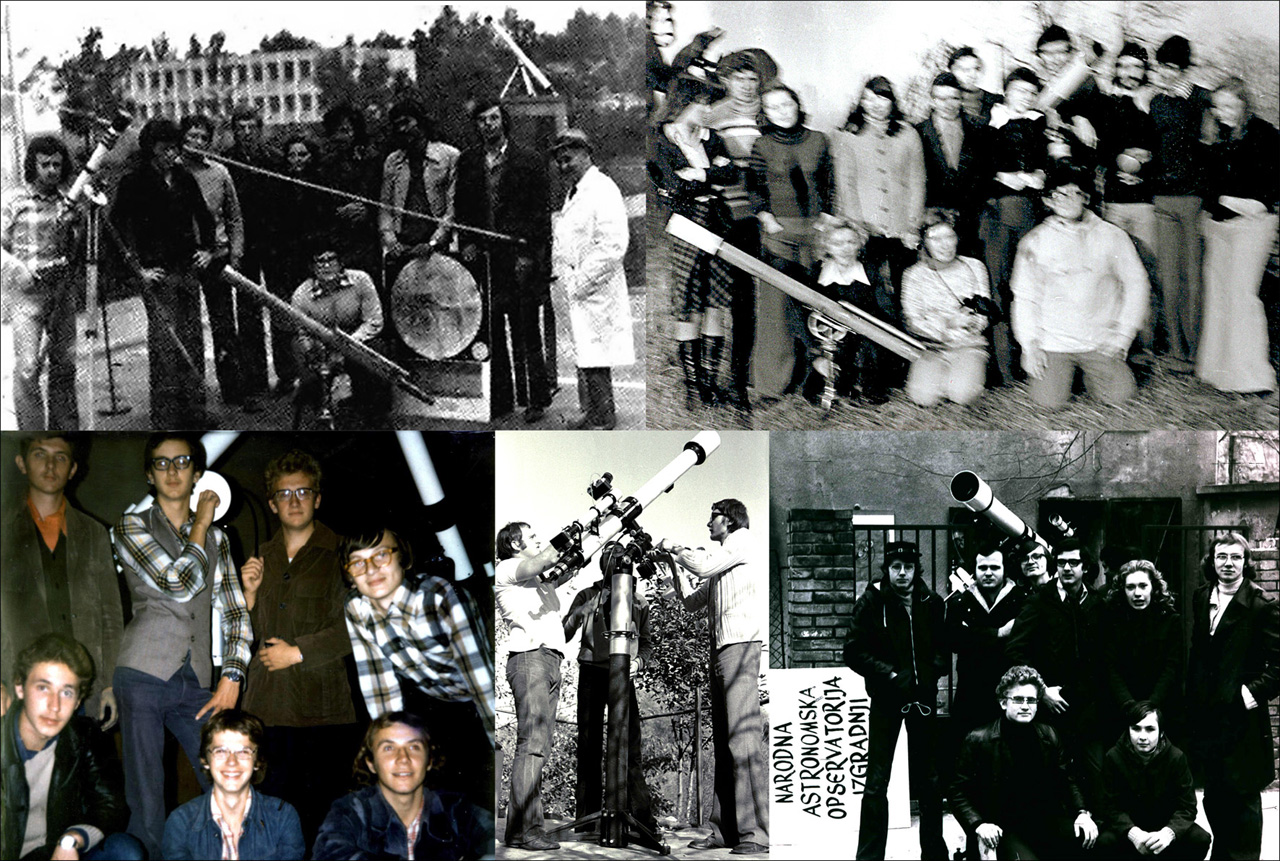 NARODNA
ASTRONOMSKA
OPSERVATORIJA
IZGRADNJI